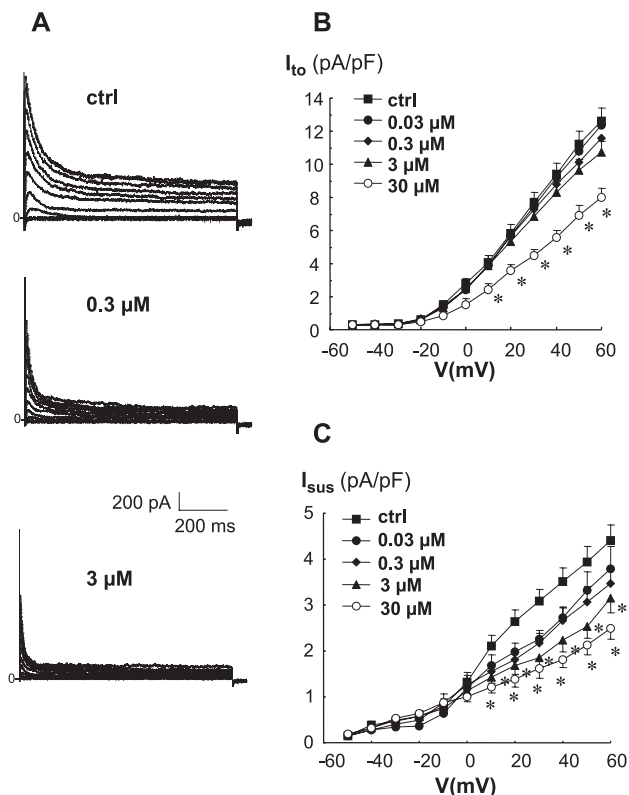 A
ctrl
0
0.3 µM
0
200 pA
200 ms
3 µM
0
B
I_to (pA/pF)
14
12
10
8
6
4
2
0
ctrl
0.03 µM
0.3 µM
3 µM
30 µM
* * * * * *
-60 -40 -20 0 20 40 60
V(mV)
C
I_sus (pA/pF)
5
4
3
2
1
0
ctrl
0.03 µM
0.3 µM
3 µM
30 µM
* * * * * *
* * * * * *
-60 -40 -20 0 20 40 60
V(mV)